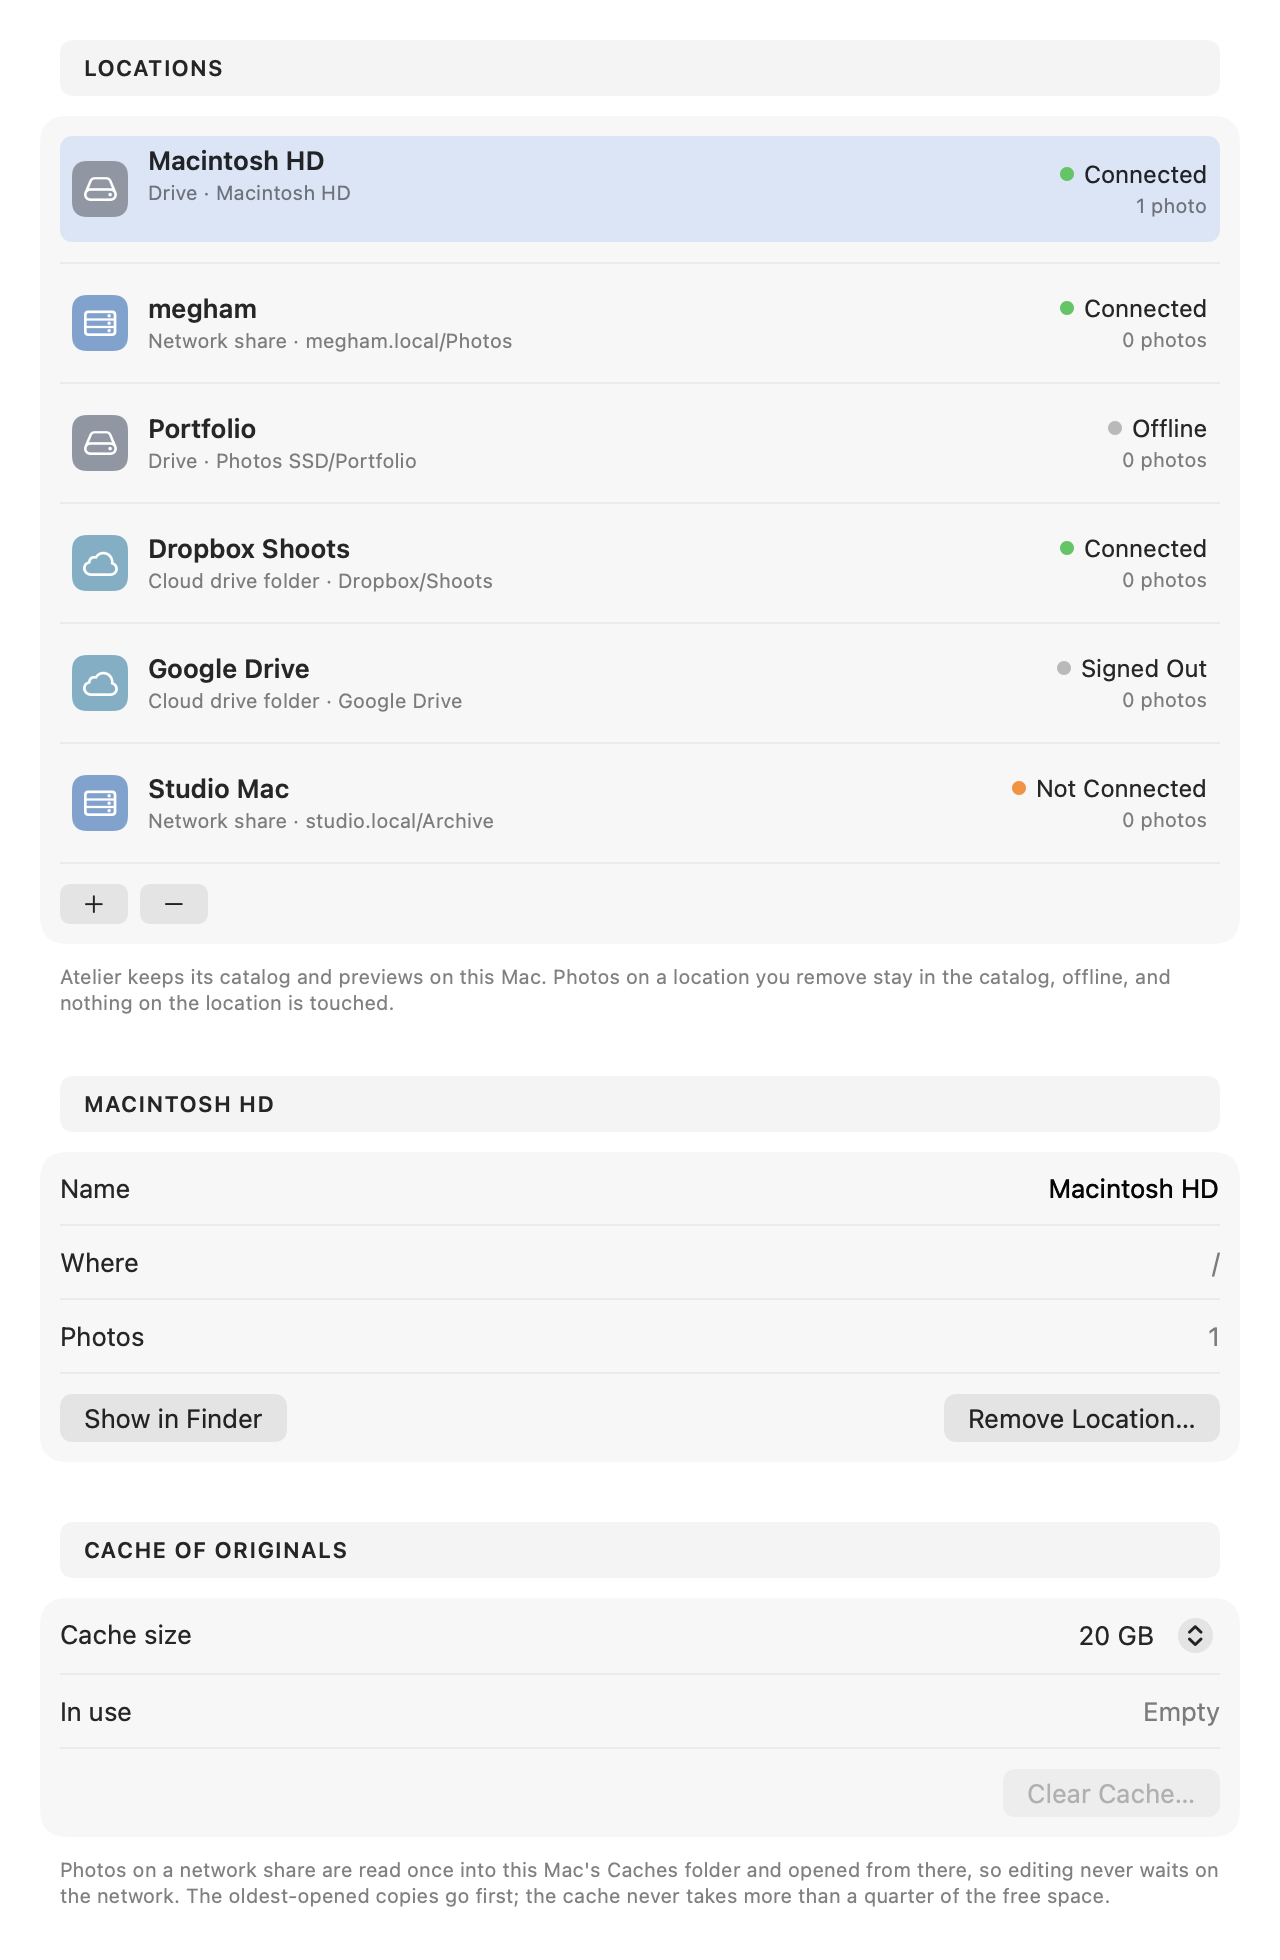 LOCATIONS
Macintosh HD
Connected
Drive · Macintosh HD
1 photo
megham
Connected
Network share · megham.local/Photos
0 photos
Portfolio
Offline
Drive · Photos SSD/Portfolio
0 photos
Dropbox Shoots
Connected
Cloud drive folder · Dropbox/Shoots
0 photos
Google Drive
Signed Out
Cloud drive folder · Google Drive
0 photos
Studio Mac
Not Connected
Network share · studio.local/Archive
0 photos
Atelier keeps its catalog and previews on this Mac. Photos on a location you remove stay in the catalog, offline, and
nothing on the location is touched.
MACINTOSH HD
Name
Macintosh HD
Where
/
Photos
1
Show in Finder
Remove Location...
CACHE OF ORIGINALS
Cache size
20 GB
In use
Empty
Clear Cache...
Photos on a network share are read once into this Mac's Caches folder and opened from there, so editing never waits on
the network. The oldest-opened copies go first; the cache never takes more than a quarter of the free space.